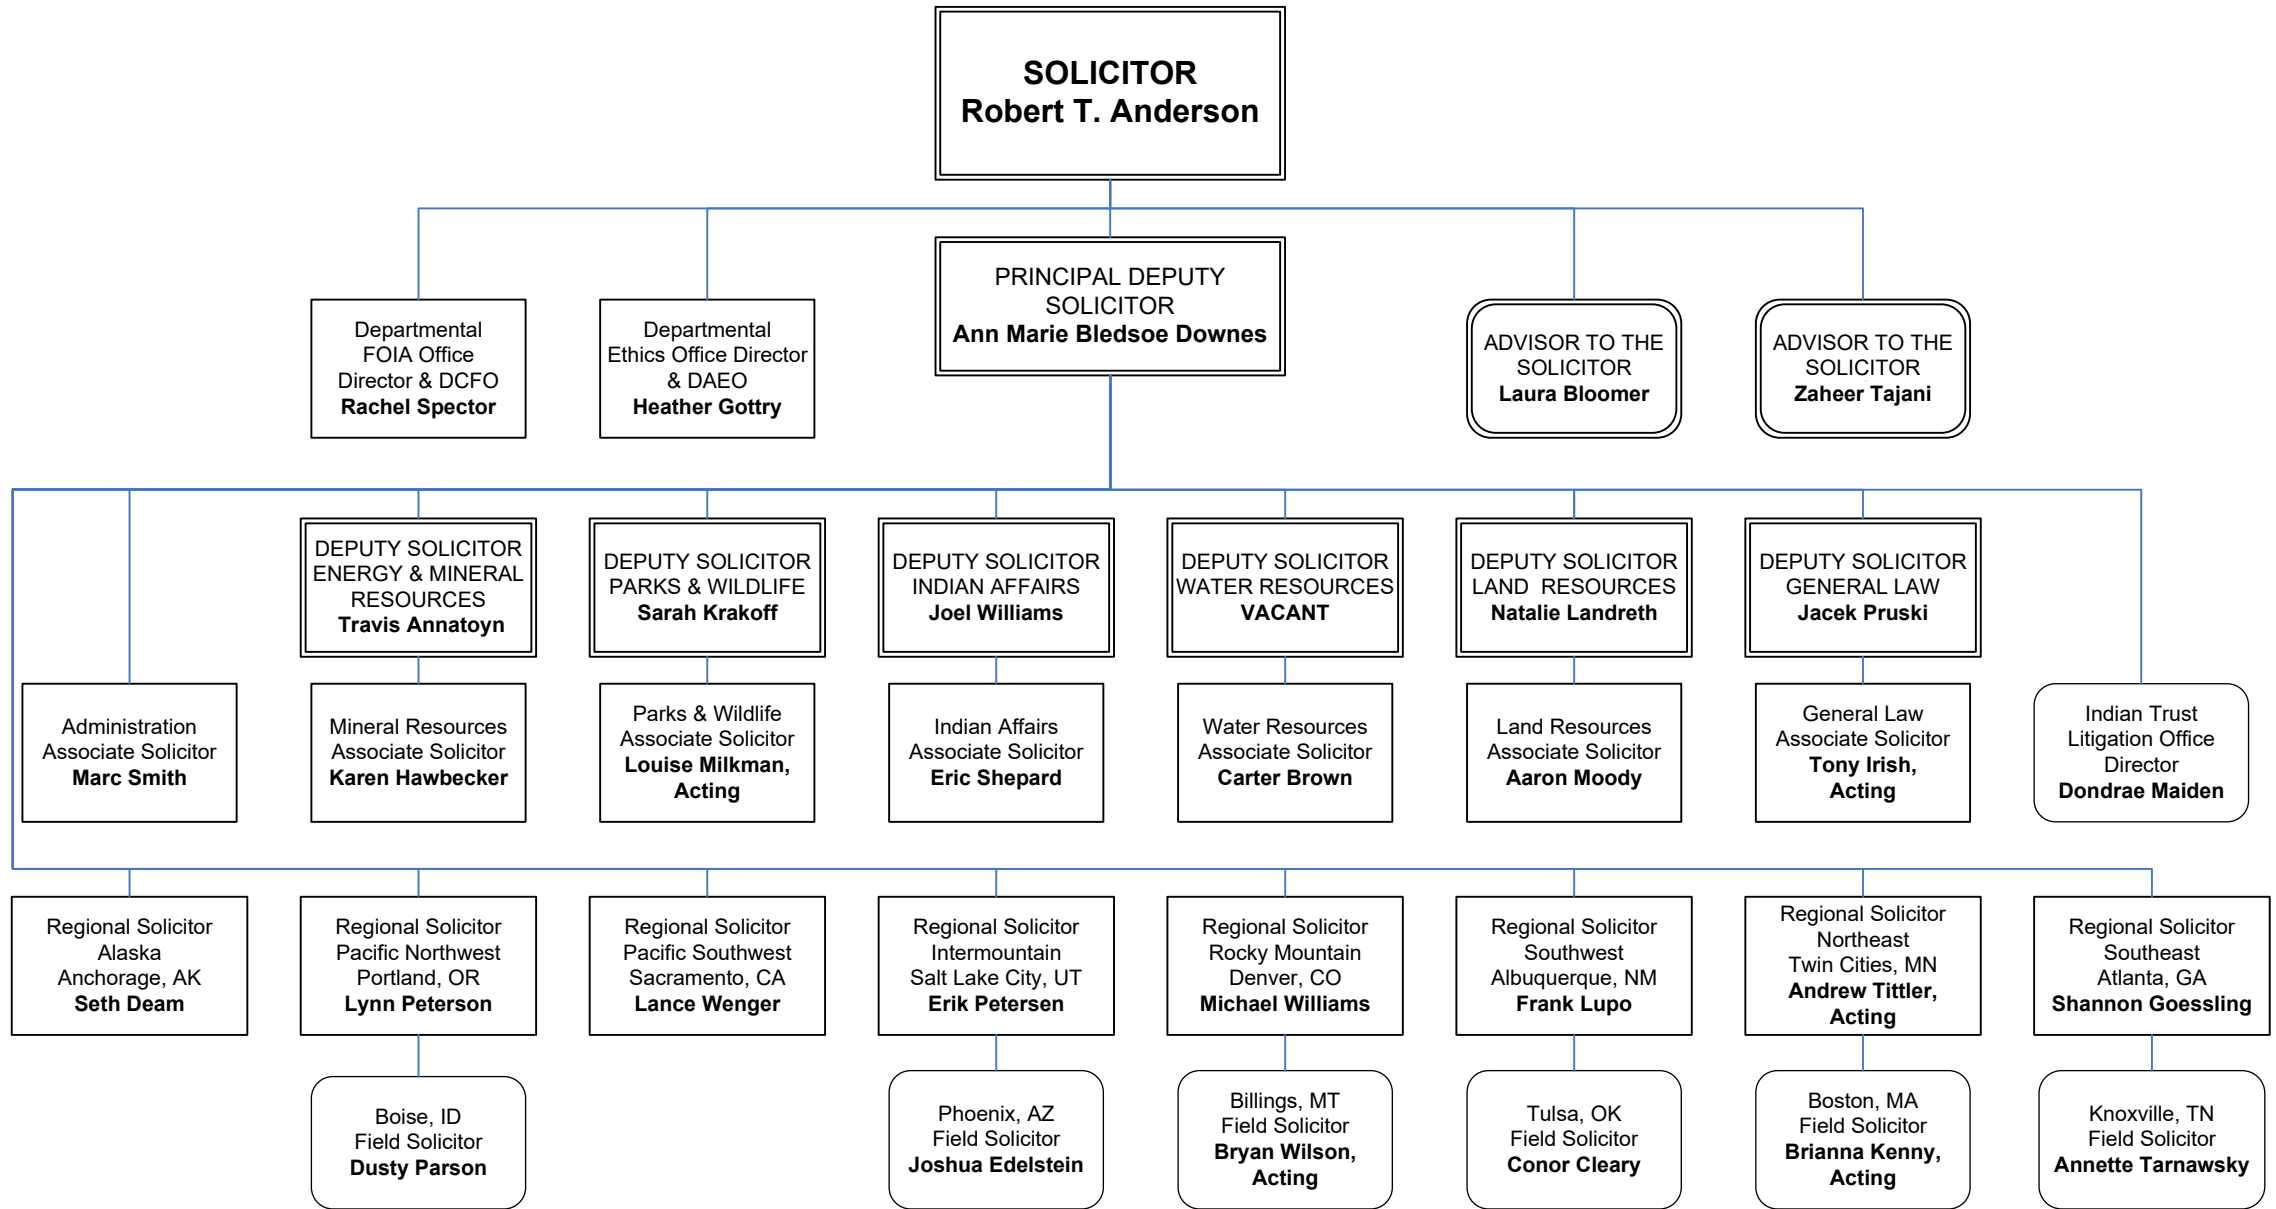 SOLICITOR
Robert T. Anderson
Departmental
FOIA Office
Director & DCFO
Rachel Spector
Departmental
Ethics Office Director
& DAEO
Heather Gottry
PRINCIPAL DEPUTY
SOLICITOR
Ann Marie Bledsoe Downes
ADVISOR TO THE
SOLICITOR
Laura Bloomer
ADVISOR TO THE
SOLICITOR
Zaheer Tajani
DEPUTY SOLICITOR
ENERGY & MINERAL
RESOURCES
Travis Annatoyn
DEPUTY SOLICITOR
PARKS & WILDLIFE
Sarah Krakoff
DEPUTY SOLICITOR
INDIAN AFFAIRS
Joel Williams
DEPUTY SOLICITOR
WATER RESOURCES
VACANT
DEPUTY SOLICITOR
LAND RESOURCES
Natalie Landreth
DEPUTY SOLICITOR
GENERAL LAW
Jacek Pruski
Administration
Associate Solicitor
Marc Smith
Mineral Resources
Associate Solicitor
Karen Hawbecker
Parks & Wildlife
Associate Solicitor
Louise Milkman,
Acting
Indian Affairs
Associate Solicitor
Eric Shepard
Water Resources
Associate Solicitor
Carter Brown
Land Resources
Associate Solicitor
Aaron Moody
General Law
Associate Solicitor
Tony Irish,
Acting
Indian Trust
Litigation Office
Director
Dondrae Maiden
Regional Solicitor
Alaska
Anchorage, AK
Seth Deam
Regional Solicitor
Pacific Northwest
Portland, OR
Lynn Peterson
Regional Solicitor
Pacific Southwest
Sacramento, CA
Lance Wenger
Regional Solicitor
Intermountain
Salt Lake City, UT
Erik Petersen
Regional Solicitor
Rocky Mountain
Denver, CO
Michael Williams
Regional Solicitor
Southwest
Albuquerque, NM
Frank Lupo
Regional Solicitor
Northeast
Twin Cities, MN
Andrew Tittler,
Acting
Regional Solicitor
Southeast
Atlanta, GA
Shannon Goessling
Boise, ID
Field Solicitor
Dusty Parson
Phoenix, AZ
Field Solicitor
Joshua Edelstein
Billings, MT
Field Solicitor
Bryan Wilson,
Acting
Tulsa, OK
Field Solicitor
Conor Cleary
Boston, MA
Field Solicitor
Brianna Kenny,
Acting
Knoxville, TN
Field Solicitor
Annette Tarnawsky